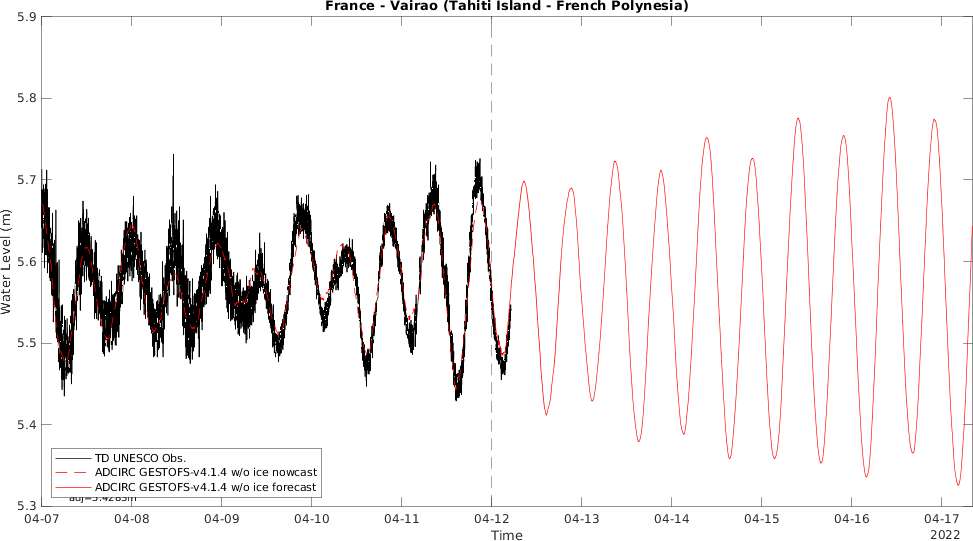 France - Vairao (Tahiti Island - French Polynesia)
5.9
5.8
5.7
5.6
5.5
5.4
5.3
Water Level (m)
TD UNESCO Obs.
ADCIRC GESTOFS-v4.1.4 w/o ice nowcast
ADCIRC GESTOFS-v4.1.4 w/o ice forecast
04-07 04-08 04-09 04-10 04-11 04-12 04-13 04-14 04-15 04-16 04-17
Time
2022